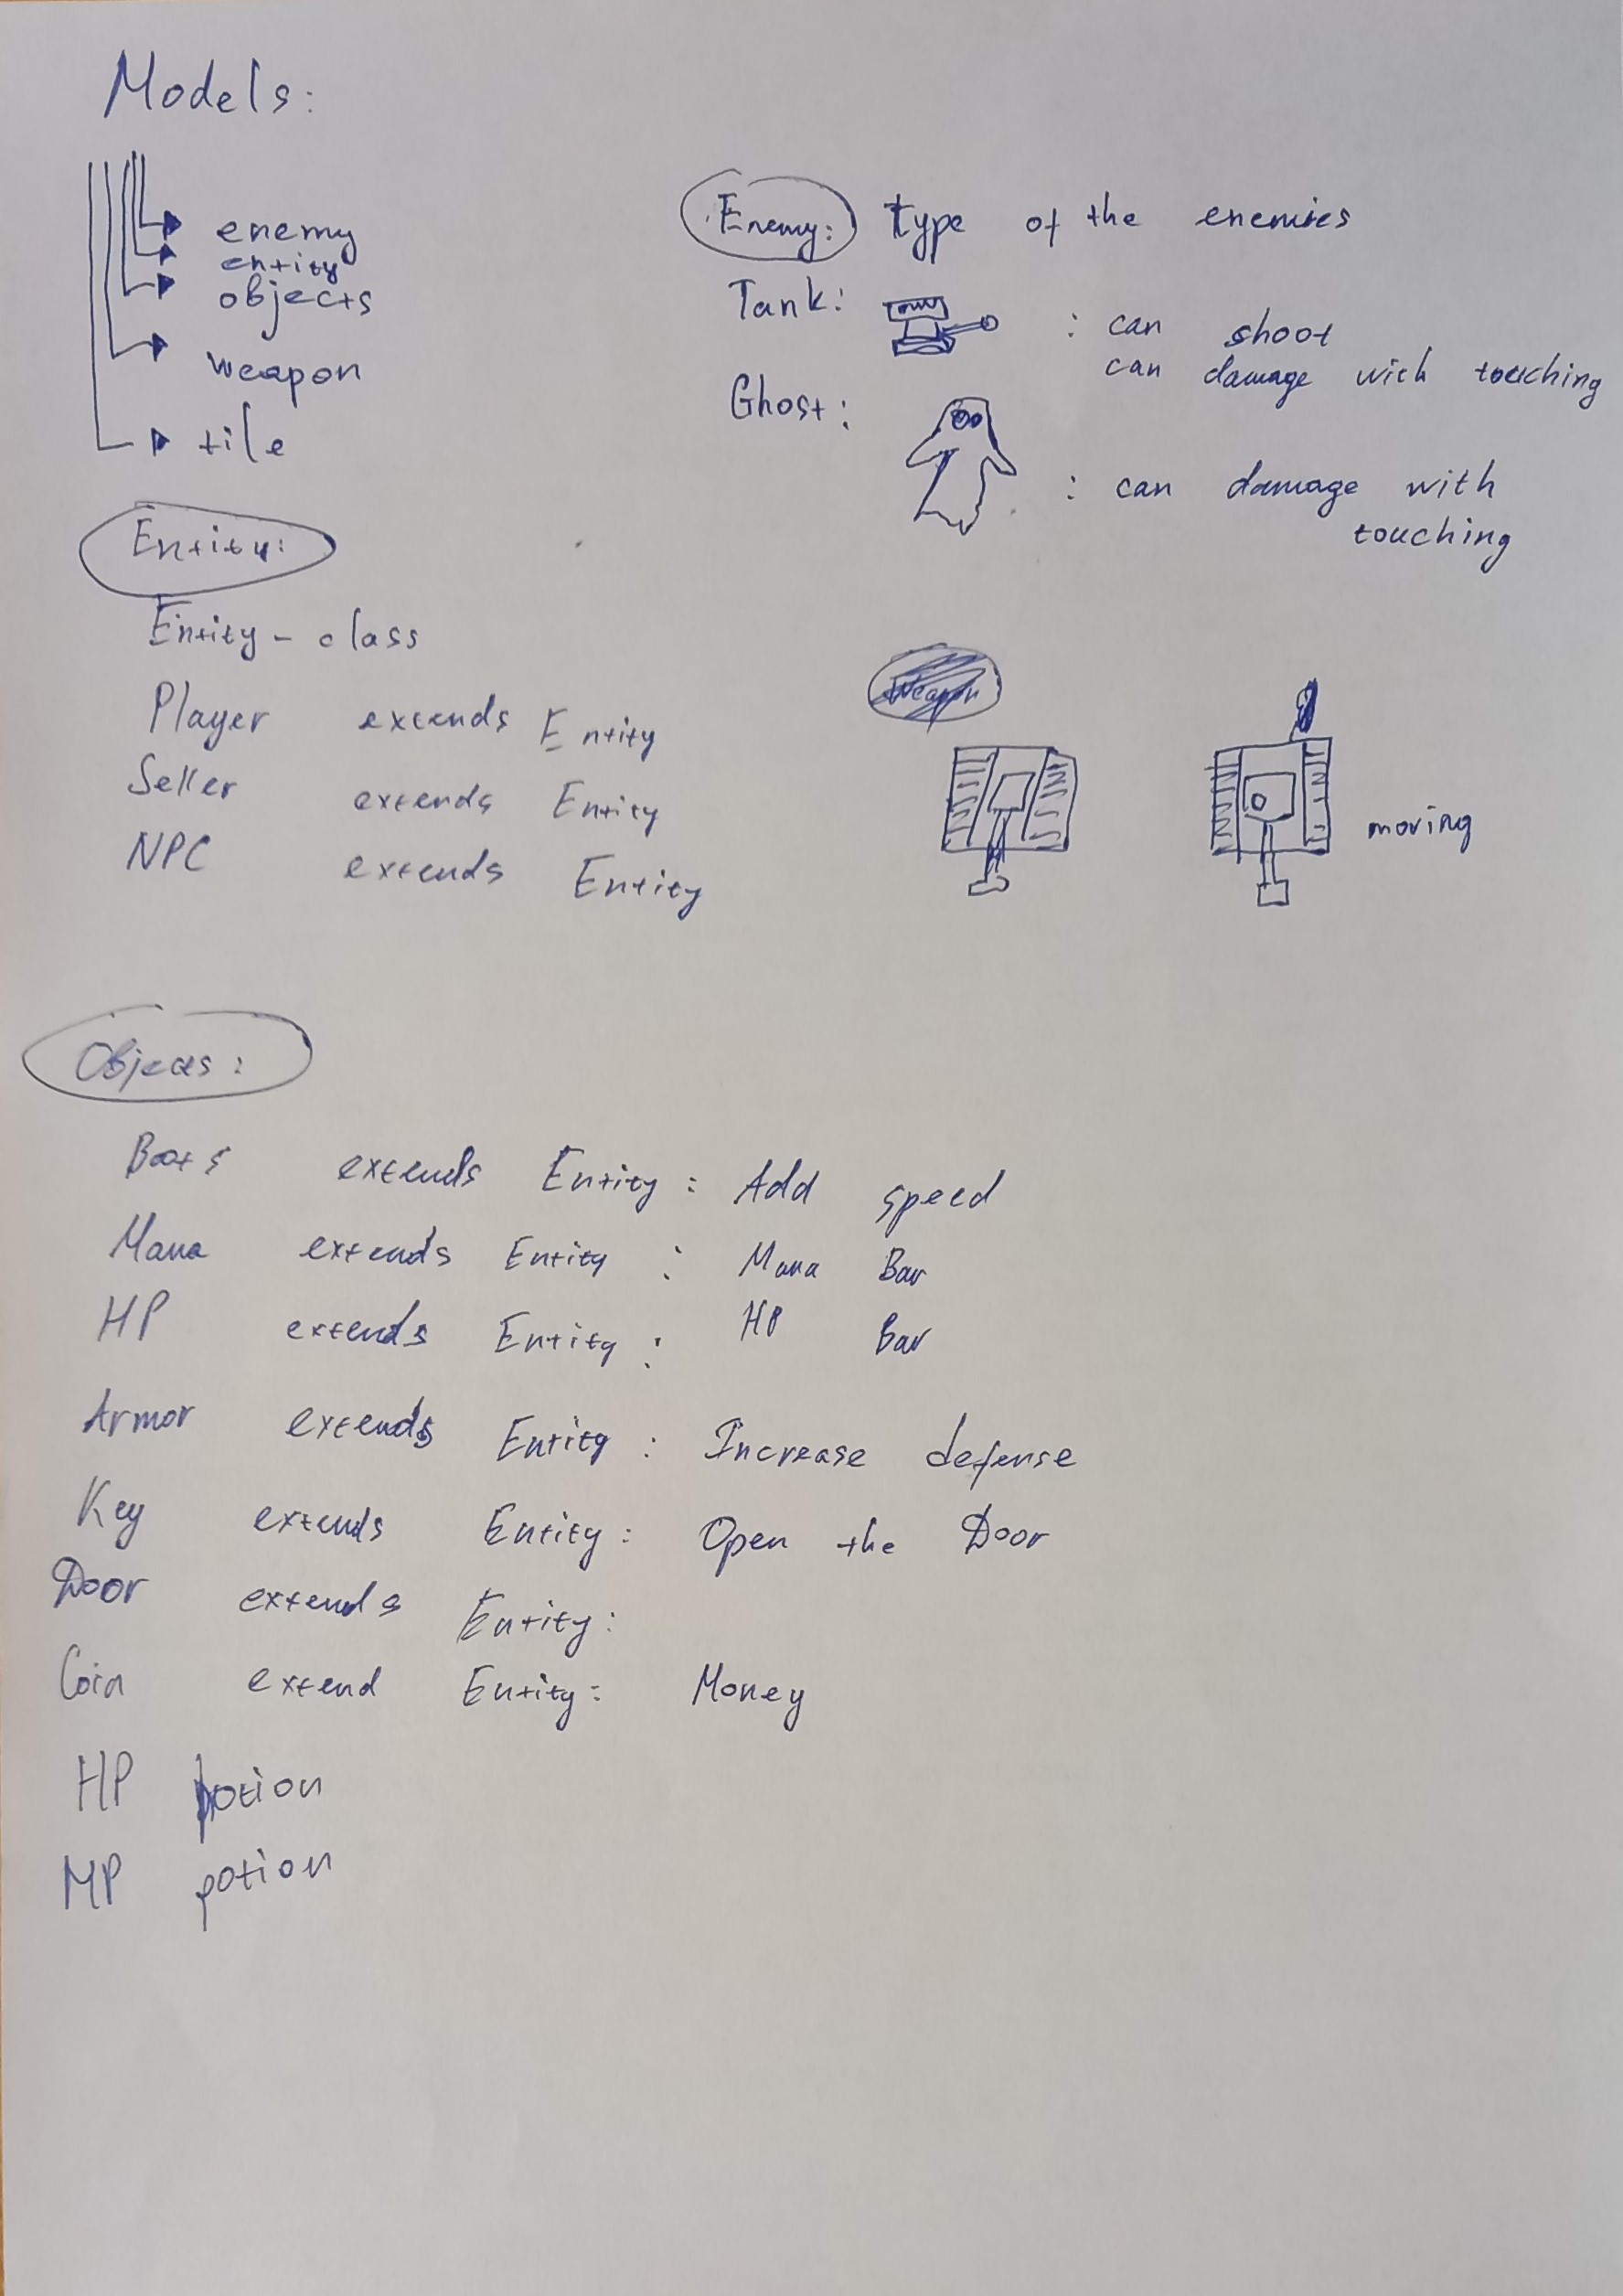 Models:
enemy
entity
objects
weapon
tile
Enemy: type of the enemies
Tank: : can shoot
can damage with touching
Ghost: : can damage with
touching
Entity:
Entity - class
Player extends Entity
Seller extends Entity
NPC extends Entity
Weapon
moving
Objects:
Boots extends Entity: Add speed
Mana extends Entity: Mana Bar
HP extends Entity: HP Bar
Armor extends Entity: Increase defense
Key extends Entity: Open the Door
Door extends Entity:
Coin extend Entity: Money
HP potion
MP potion